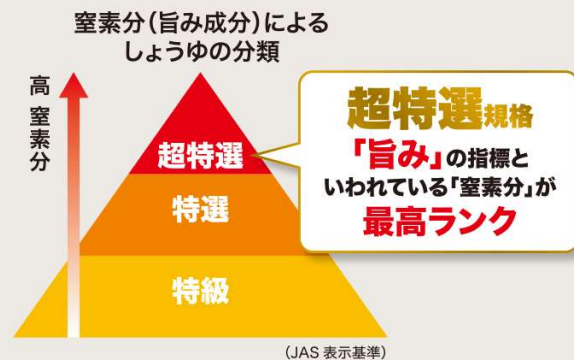 窒素分(旨み成分)による
しょうゆの分類
高
窒素分
超特選
特選
特級
超特選規格
「旨み」の指標と
いわれている「窒素分」が
最高ランク
(JAS 表示基準)